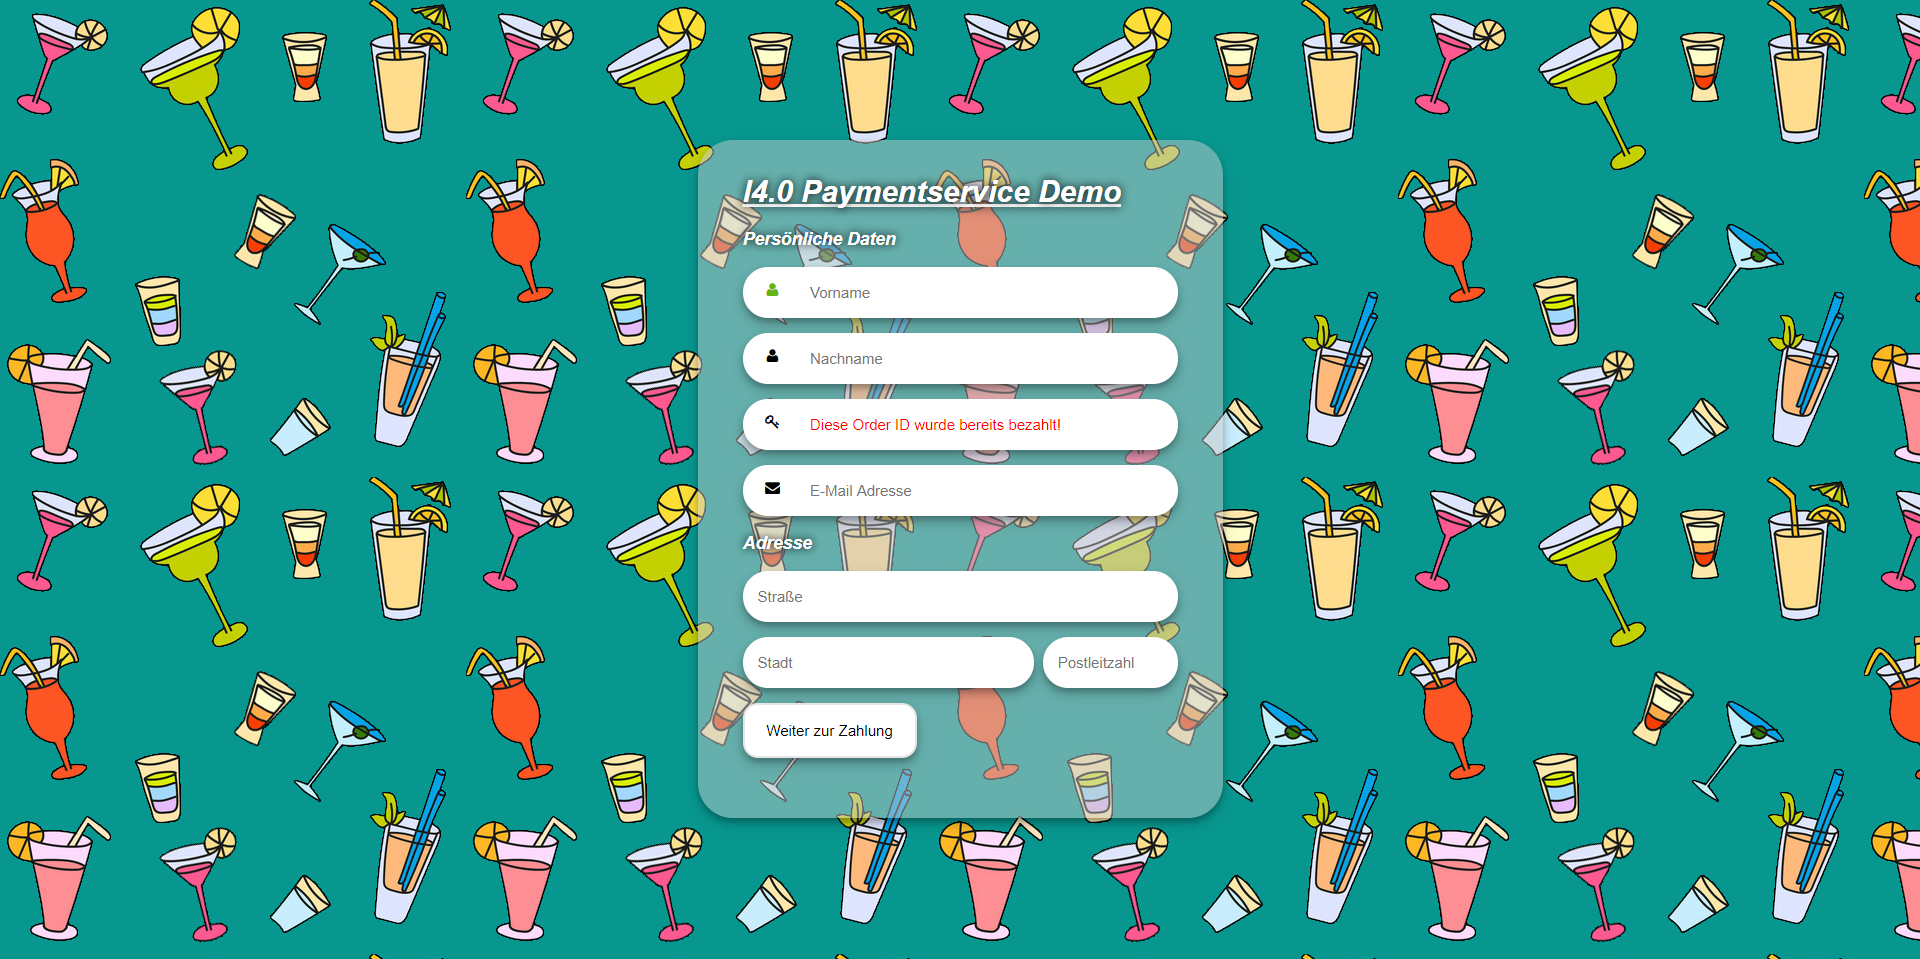 I4.0 Paymentservice Demo
Persönliche Daten
Vorname
Nachname
Diese Order ID wurde bereits bezahlt!
E-Mail Adresse
Adresse
Straße
Stadt Postleitzahl
Weiter zur Zahlung